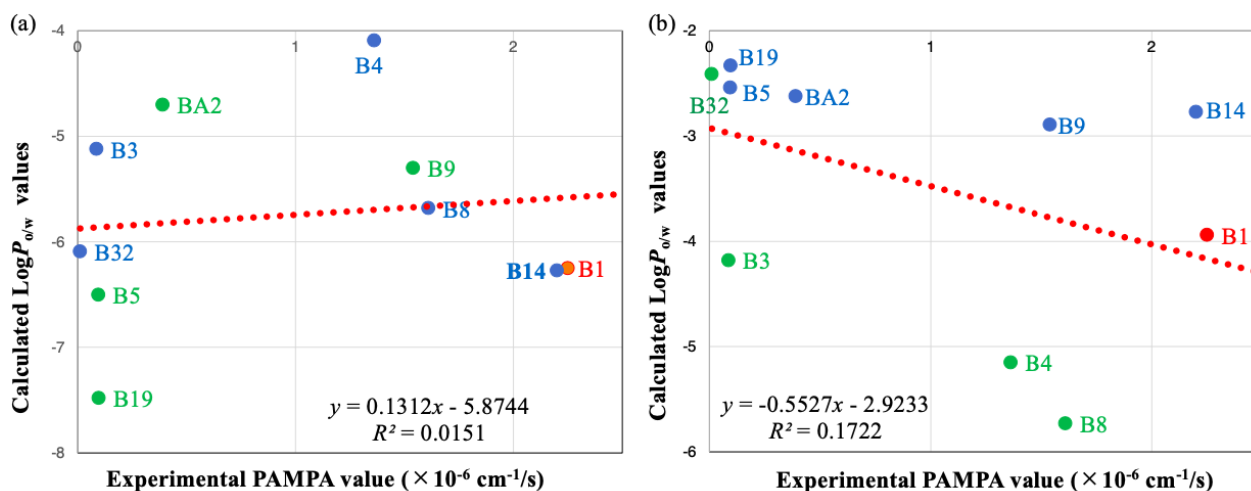 (a)
-4
0
1
2
B4
BA2
-5
B3
B9
B8
-6
B32
B14
B1
B5
-7
B19
y = 0.1312x - 5.8744
R² = 0.0151
-8
Calculated LogPo/w values
Experimental PAMPA value (×10⁻⁶ cm⁻¹/s)
(b)
-2
0
1
2
B19
B32
B5
BA2
B14
B9
-3
B1
-4
B3
-5
B4
y = -0.5527x - 2.9233
R² = 0.1722
B8
-6
Calculated LogPo/w values
Experimental PAMPA value (×10⁻⁶ cm⁻¹/s)